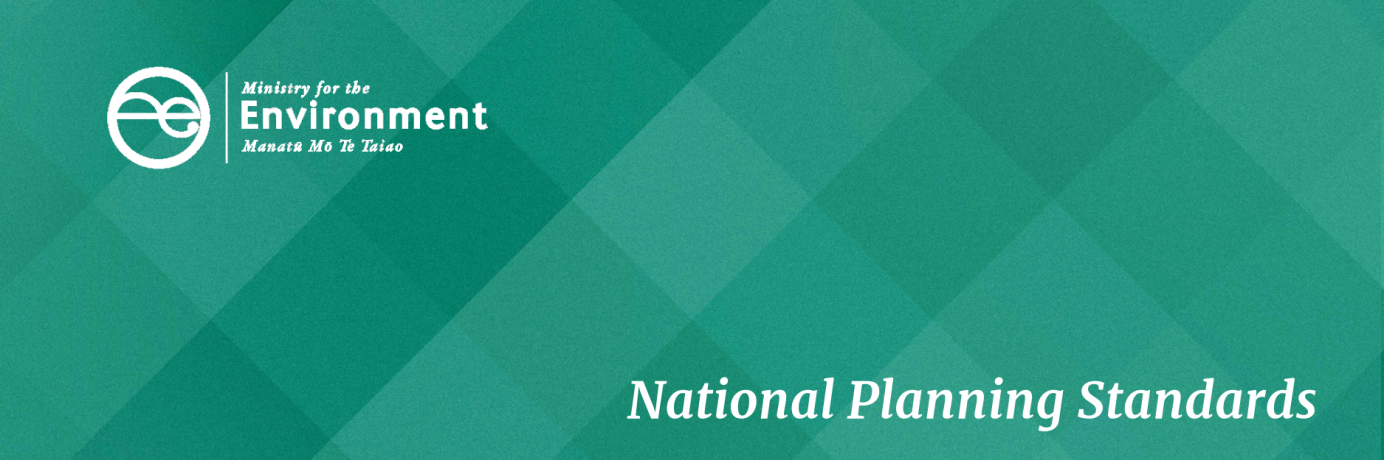 Ministry for the
Environment
Manatū Mō Te Taiao
National Planning Standards